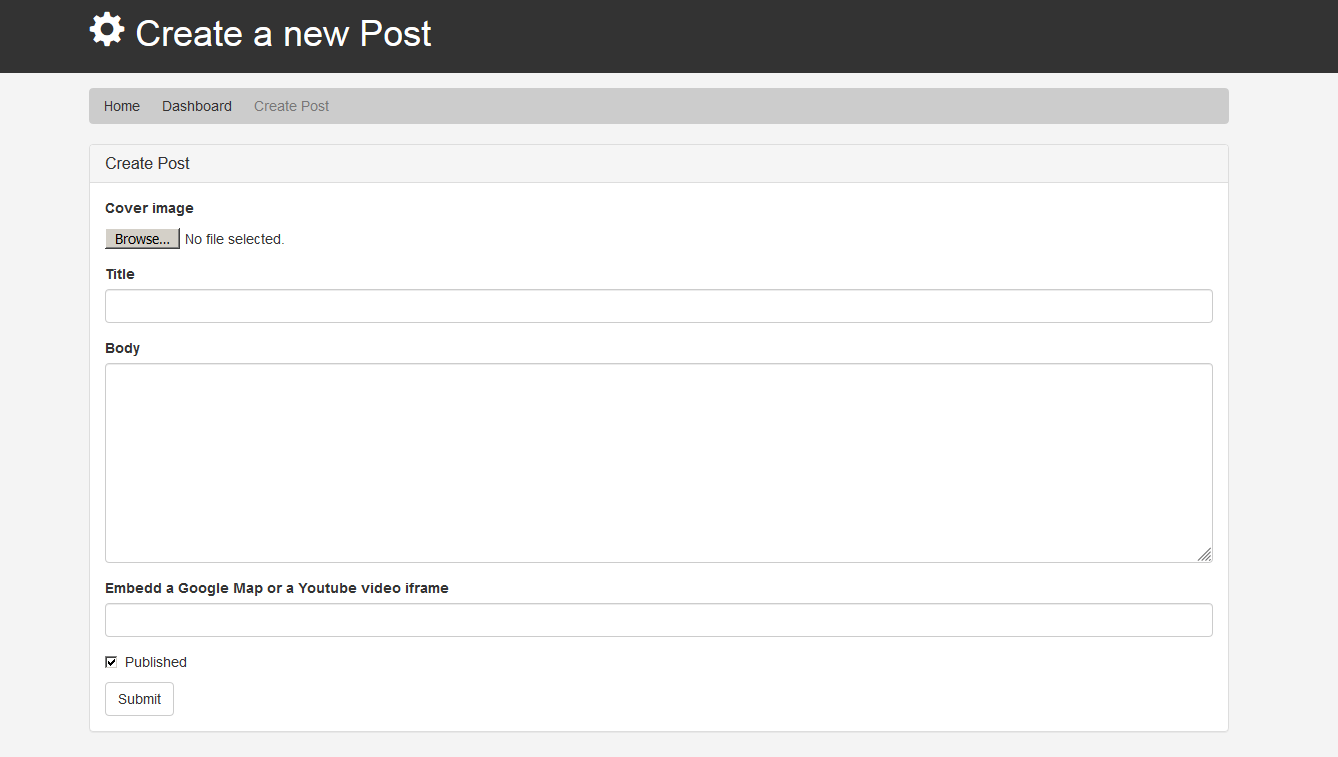 Create a new Post
Home Dashboard Create Post
Create Post
Cover image
Browse... No file selected.
Title
Body
Embedd a Google Map or a Youtube video iframe
Published
Submit